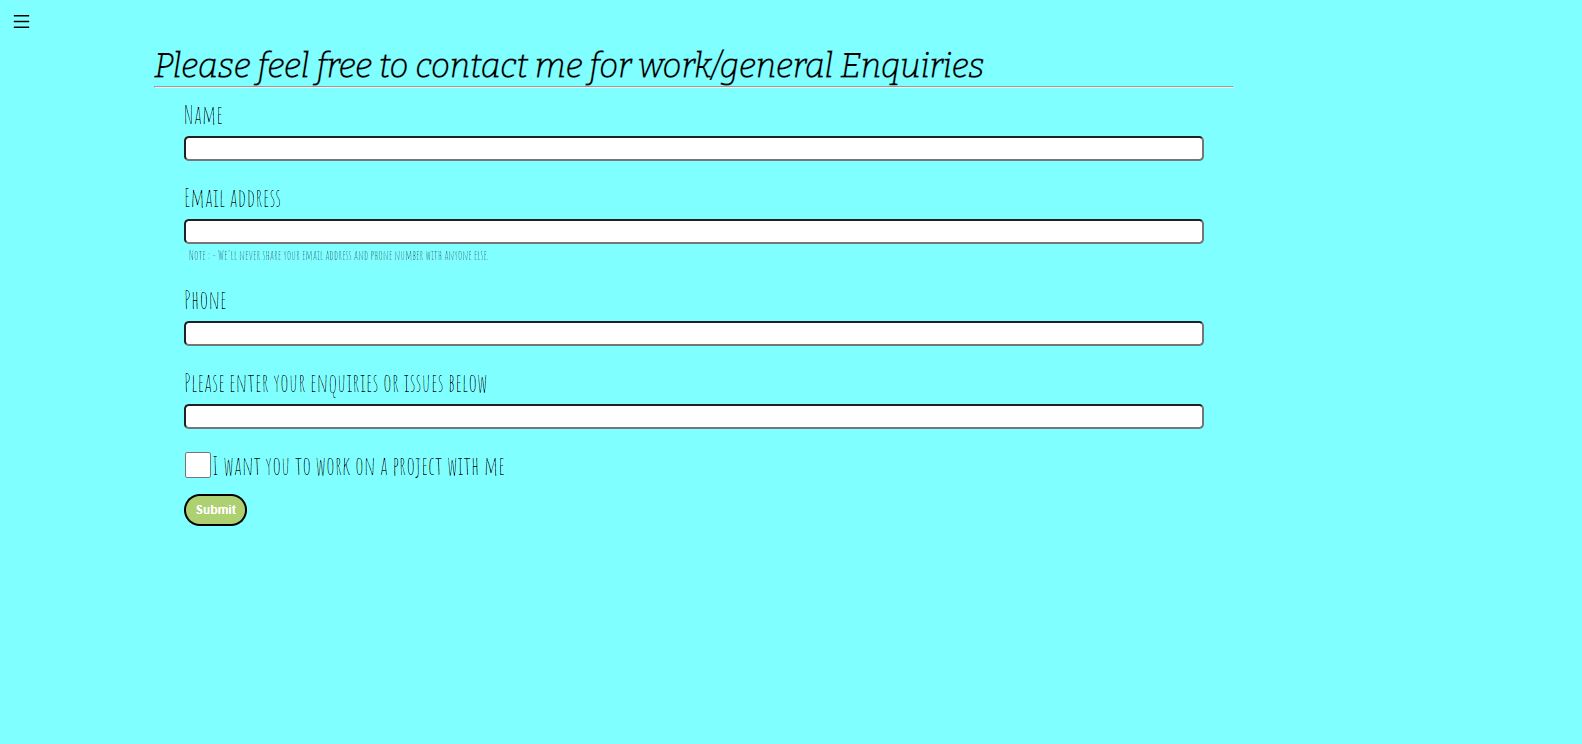 Please feel free to contact me for work/general Enquiries
Name
Email address
Note : - We'll never share your email address and phone number with anyone else.
Phone
Please enter your enquiries or issues below
I want you to work on a project with me
Submit